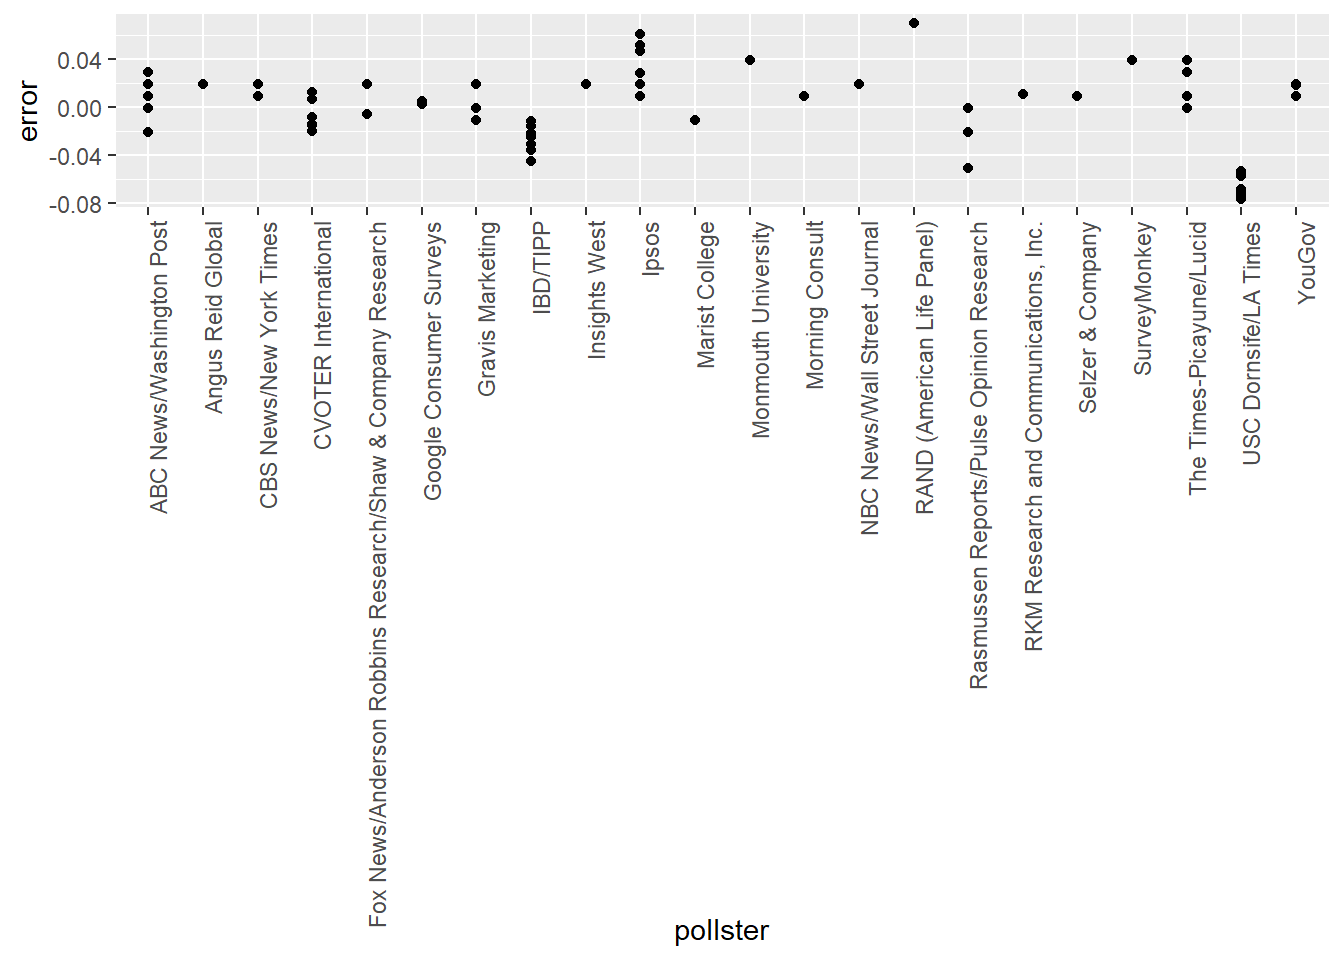 error
0.04
0.00
-0.04
-0.08
ABC News/Washington Post
Angus Reid Global
CBS News/New York Times
CVOTER International
Fox News/Anderson Robbins Research/Shaw & Company Research
Google Consumer Surveys
Gravis Marketing
IBD/TIPP
Insights West
Ipsos
Marist College
Monmouth University
Morning Consult
NBC News/Wall Street Journal
RAND (American Life Panel)
Rasmussen Reports/Pulse Opinion Research
RKM Research and Communications, Inc.
Selzer & Company
SurveyMonkey
The Times-Picayune/Lucid
USC Dornsife/LA Times
YouGov
pollster